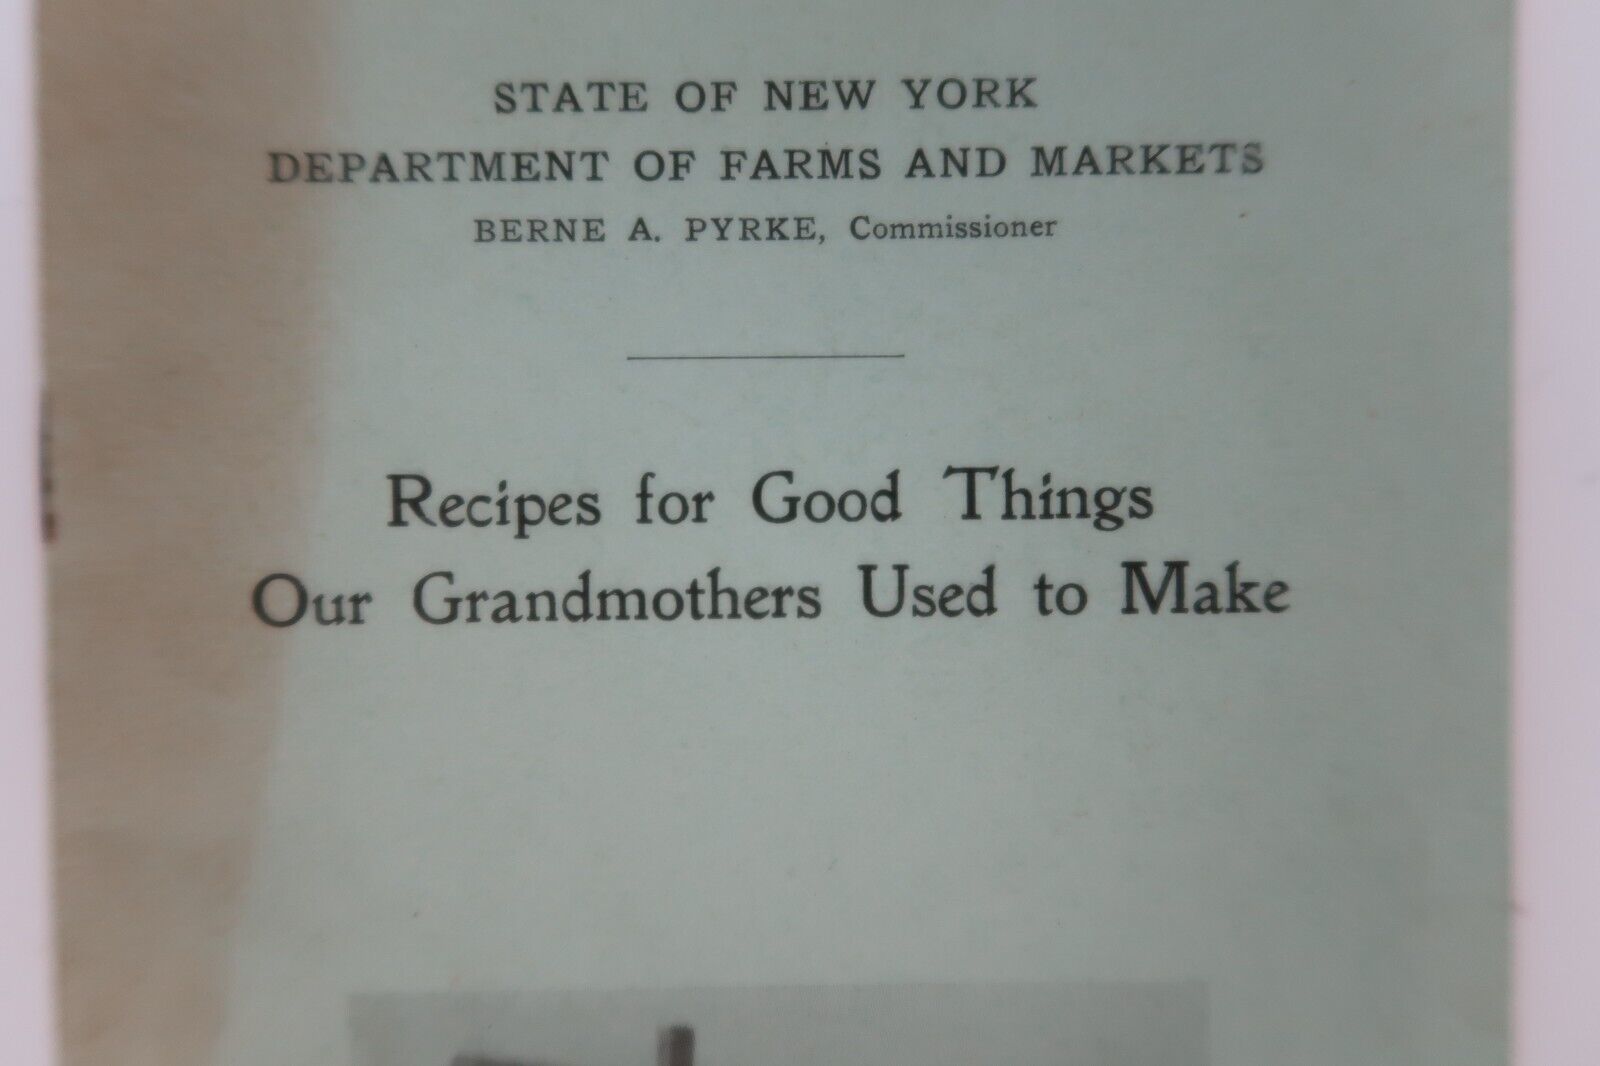 STATE OF NEW YORK
DEPARTMENT OF FARMS AND MARKETS
BERNE A. PYRKE, Commissioner
Recipes for Good Things
Our Grandmothers Used to Make